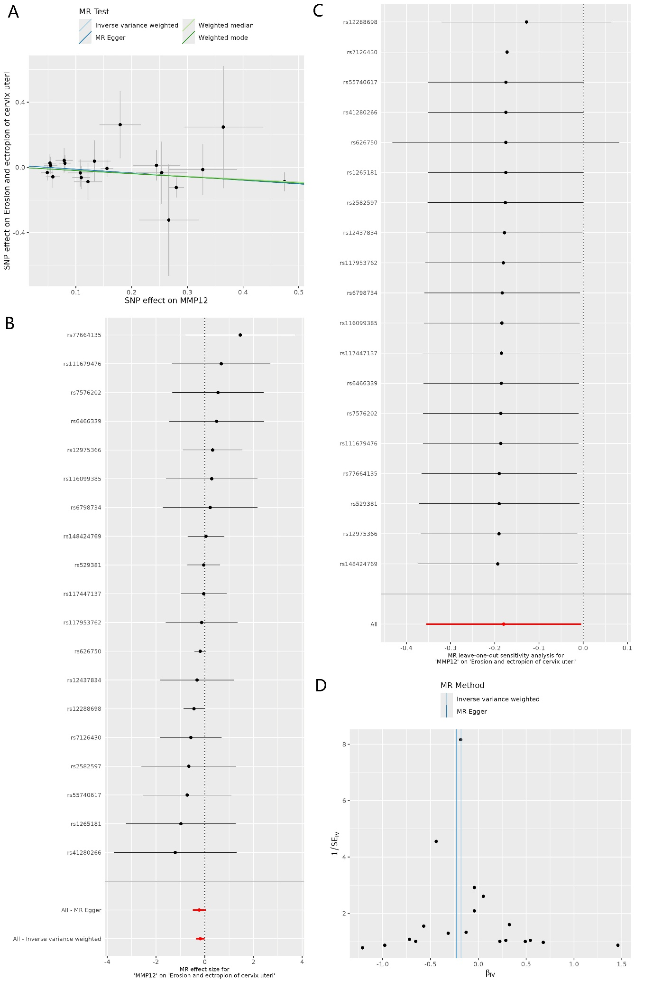 A
MR Test
Inverse variance weighted
Weighted median
MR Egger
Weighted mode
SNP effect on Erosion and ectropion of cervix uteri
0.4
0.0
-0.4
0.1
0.2
0.3
0.4
0.5
SNP effect on MMP12
B
rs77664135
rs111679476
rs7576202
rs6466339
rs12975366
rs116099385
rs6798734
rs148424769
rs529381
rs117447137
rs117953762
rs626750
rs12437834
rs12288698
rs7126430
rs2582597
rs55740617
rs1265181
rs41280266
All - MR Egger
All - Inverse variance weighted
-4
-2
0
2
4
MR effect size for
'MMP12' on 'Erosion and ectropion of cervix uteri'
C
rs12288698
rs7126430
rs55740617
rs41280266
rs626750
rs1265181
rs2582597
rs12437834
rs117953762
rs6798734
rs116099385
rs117447137
rs6466339
rs7576202
rs111679476
rs77664135
rs529381
rs12975366
rs148424769
All
-0.4
-0.3
-0.2
-0.1
0.0
0.1
MR leave-one-out sensitivity analysis for
'MMP12' on 'Erosion and ectropion of cervix uteri'
D
MR Method
Inverse variance weighted
MR Egger
1/SE_IV
8
6
4
2
-1.0
-0.5
0.0
0.5
1.0
1.5
β_IV